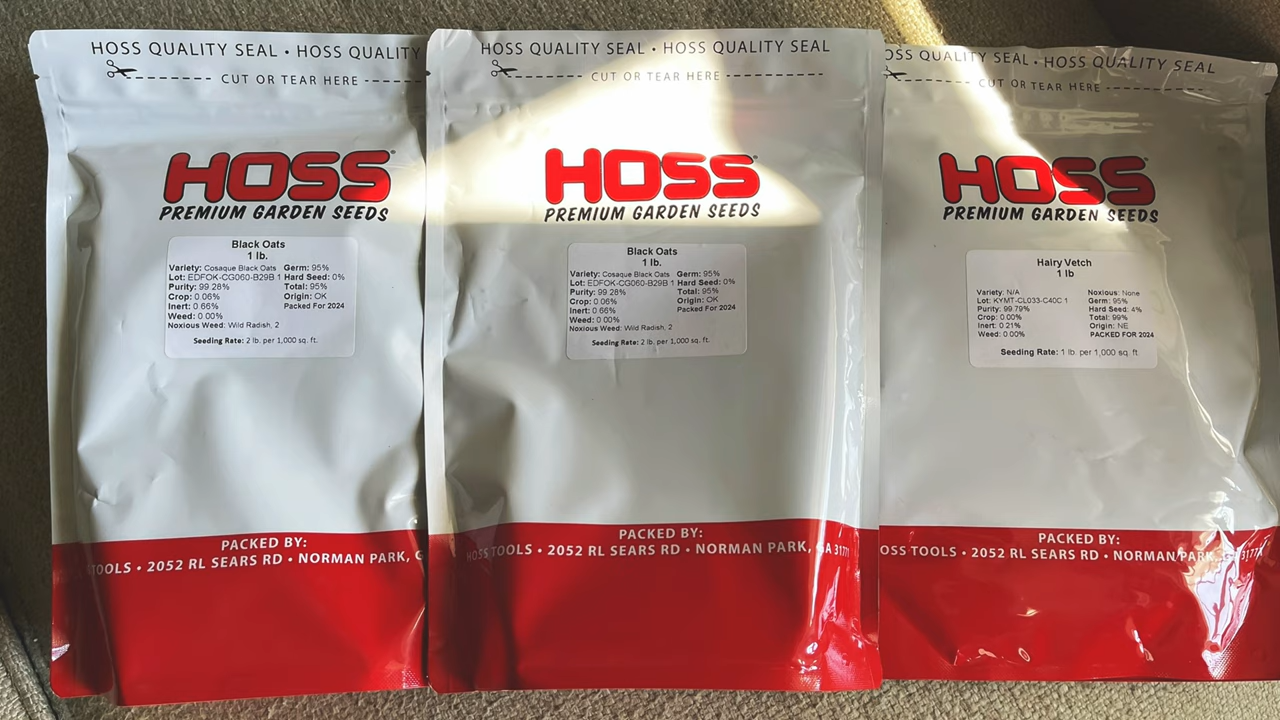 HOSS QUALITY SEAL • HOSS QUALITY
CUT OR TEAR HERE
HOSS
PREMIUM GARDEN SEEDS
Black Oats
1 lb.
Variety: Cosaque Black Oats Germ: 95%
Lot: EDFOK-CG060-B29B 1 Hard Seed: 0%
Purity: 99.28% Total: 95%
Crop: 0.06% Origin: OK
Inert: 0.66% Packed For 2024
Weed: 0.00%
Noxious Weed: Wild Radish, 2
Seeding Rate: 2 lb. per 1,000 sq. ft.
PACKED BY:
TOOLS • 2052 RL SEARS RD • NORMAN PARK, G
HOSS QUALITY SEAL • HOSS QUALITY SEAL
CUT OR TEAR HERE
HOSS
PREMIUM GARDEN SEEDS
Black Oats
1 lb.
Variety: Cosaque Black Oats Germ: 95%
Lot: EDFOK-CG060-B29B 1 Hard Seed: 0%
Purity: 99.28% Total: 95%
Crop: 0.06% Origin: OK
Inert: 0.66% Packed For 2024
Weed: 0.00%
Noxious Weed: Wild Radish, 2
Seeding Rate: 2 lb. per 1,000 sq. ft.
PACKED BY:
HOSS TOOLS • 2052 RL SEARS RD • NORMAN PARK, GA 31771
OSS QUALITY SEAL • HOSS QUALITY SEAL
CUT OR TEAR HERE
HOSS
PREMIUM GARDEN SEEDS
Hairy Vetch
1 lb
Variety: N/A Noxious: None
Lot: KYMT-CL033-C40C 1 Germ: 95%
Purity: 99.79% Hard Seed: 4%
Crop: 0.00% Total: 99%
Inert: 0.21% Origin: NE
Weed: 0.00% PACKED FOR 2024
Seeding Rate: 1 lb. per 1,000 sq. ft.
PACKED BY:
OSS TOOLS • 2052 RL SEARS RD • NORMAN PARK,